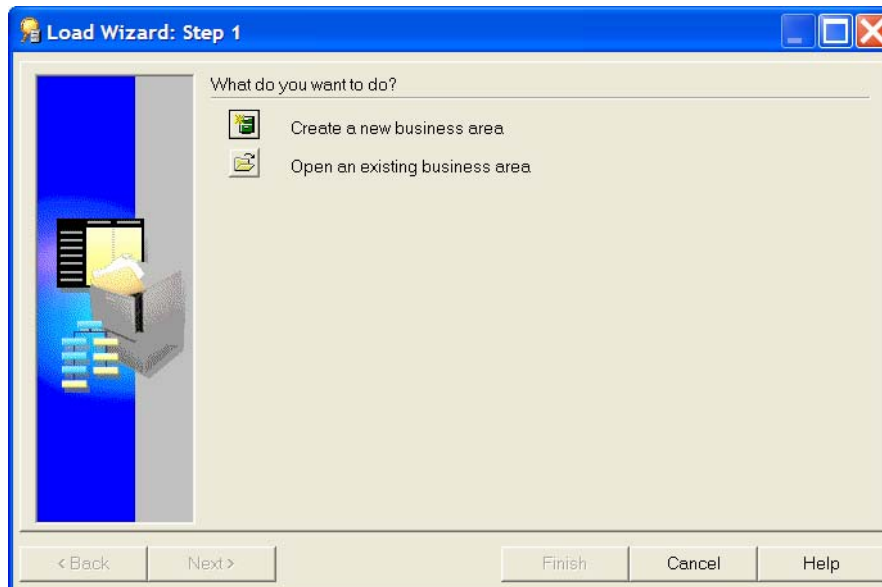 Load Wizard: Step 1
What do you want to do?
Create a new business area
Open an existing business area
< Back
Next >
Finish
Cancel
Help